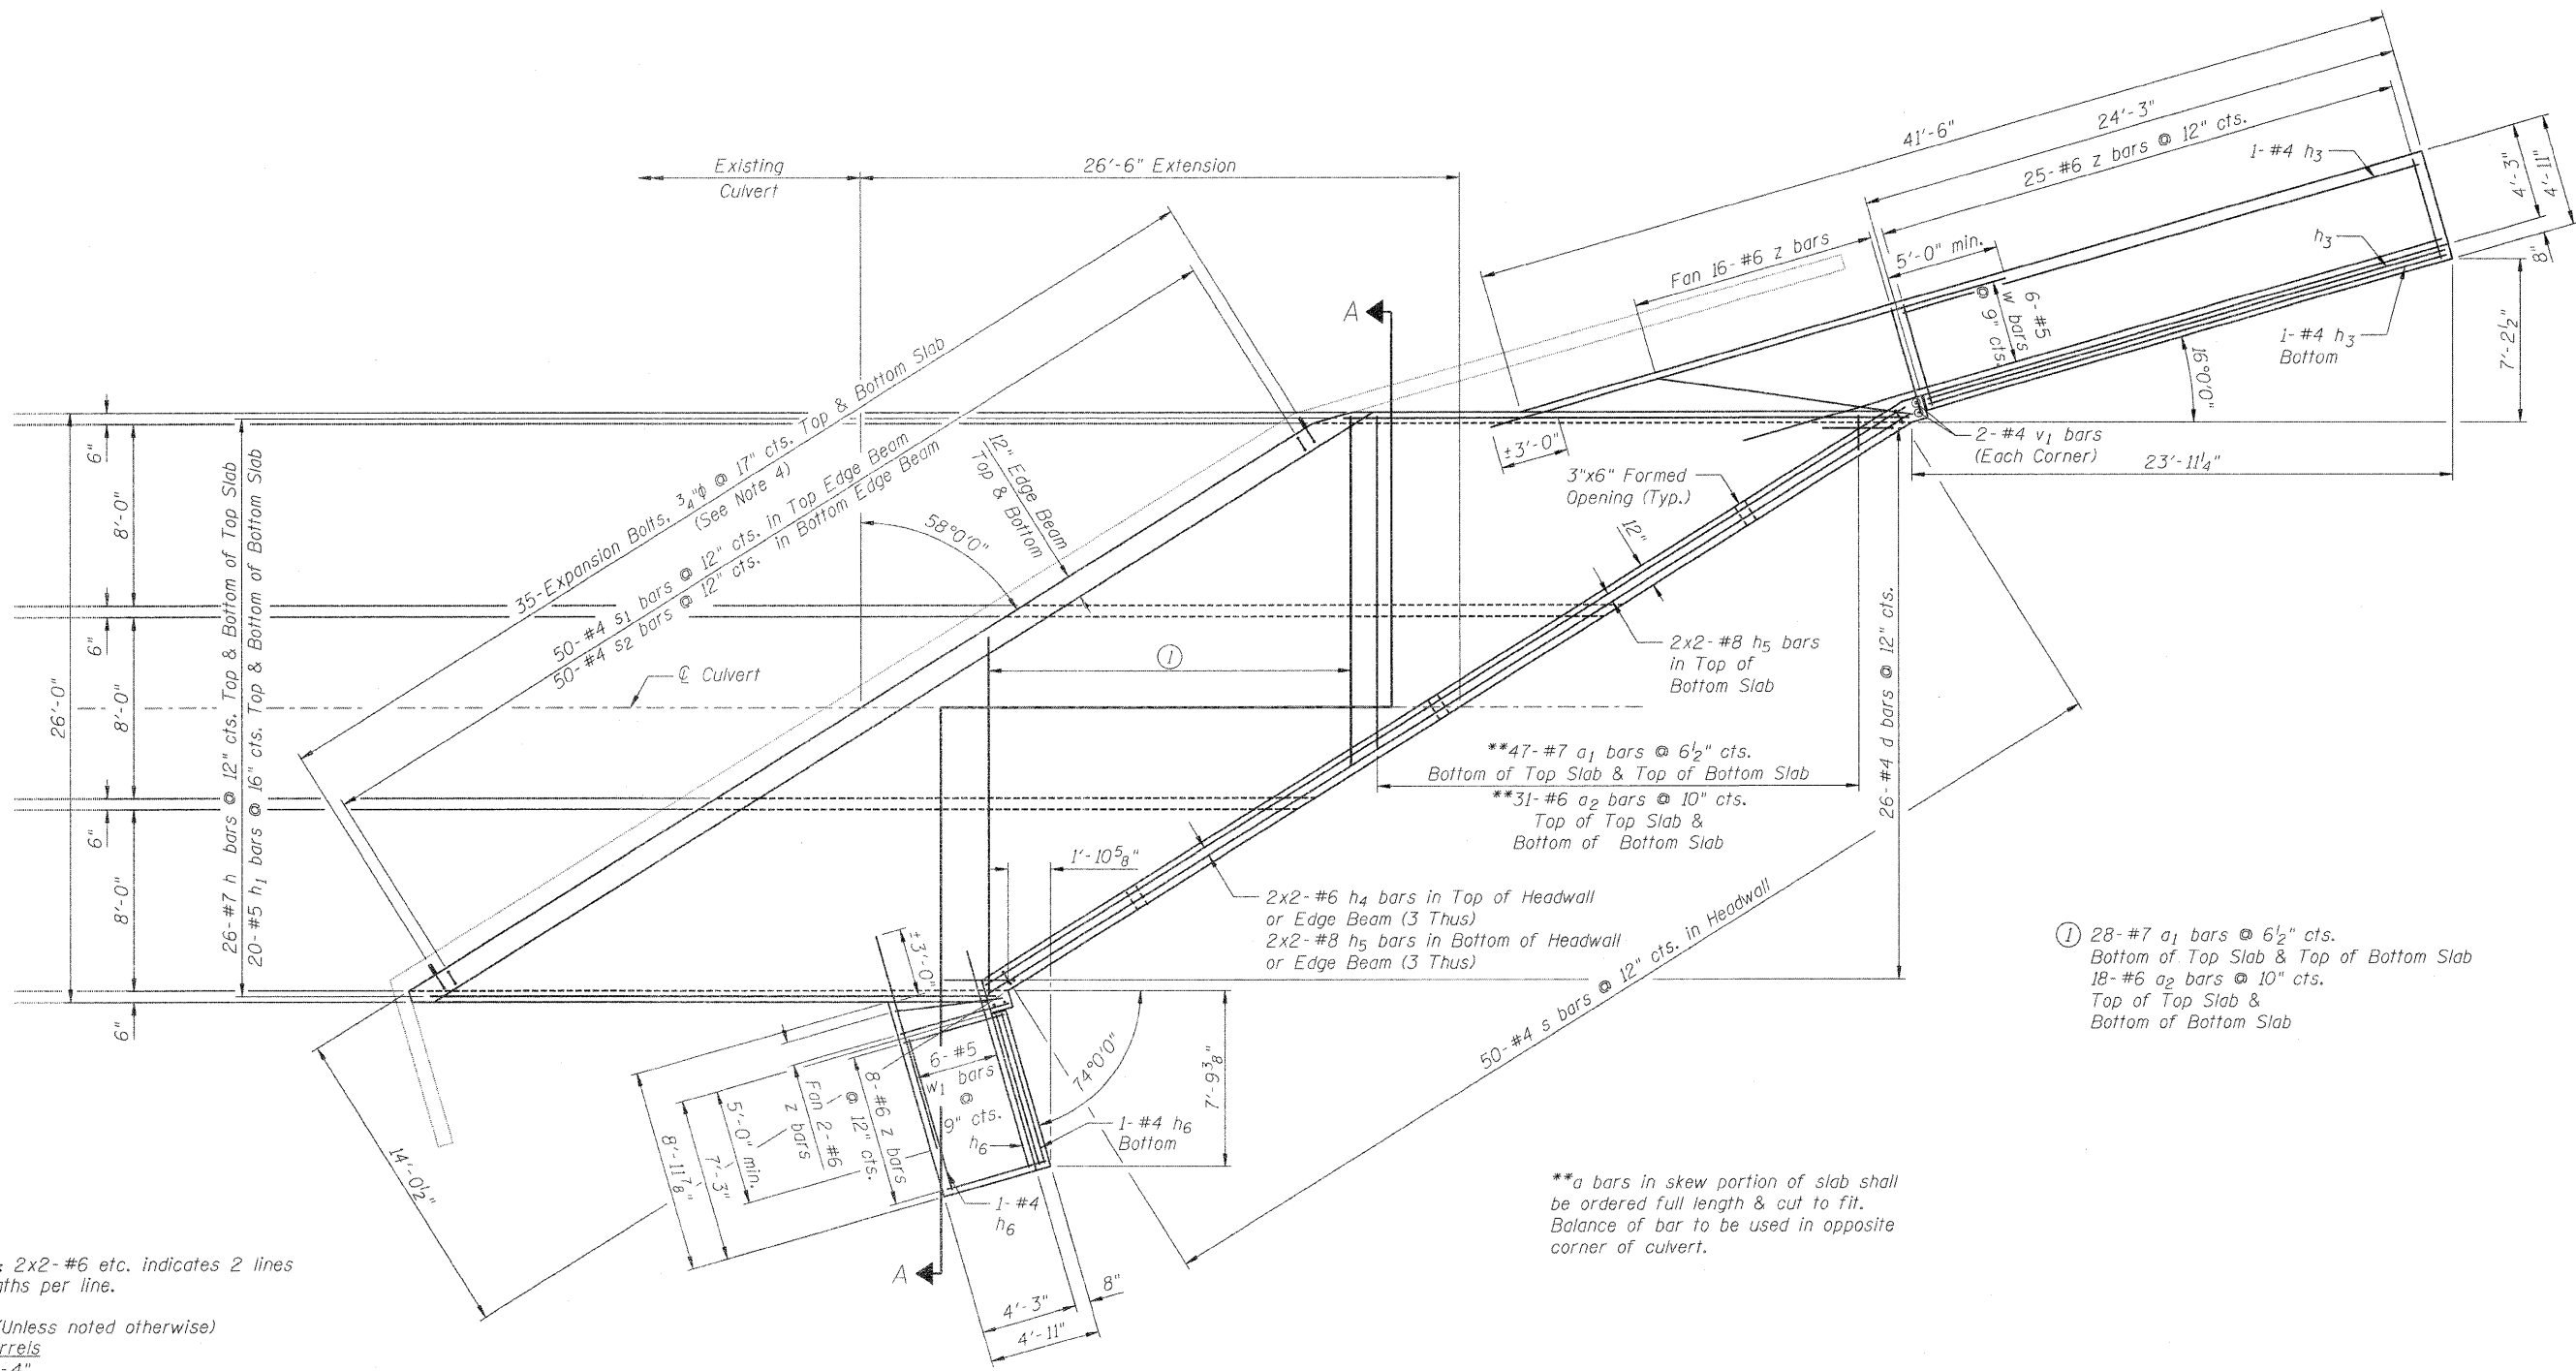 41'-6"
24'-3"
25-#6 z bars @ 12" cts.
1-#4 h3
4'-3"
4'-11"
Existing
Culvert
26'-6" Extension
h3
8"
Fan 16-#6 z bars
5'-0" min.
6-#5
w bars
@ 9" cts.
1-#4 h3
Bottom
7'-2½"
16°0'0"
A
35-Expansion Bolts, ¾"ϕ @ 17" cts. Top & Bottom Slab
(See Note 4)
50-#4 s1 bars @ 12" cts. in Top Edge Beam
50-#4 s2 bars @ 12" cts. in Bottom Edge Beam
12" Edge Beam
Top & Bottom
58°0'0"
±3'-0"
2-#4 v1 bars
(Each Corner)
23'-11¼"
3"x6" Formed
Opening (Typ.)
12"
6"
8'-0"
6"
8'-0"
6"
8'-0"
6"
26'-0"
26-#7 h bars @ 12" cts. Top & Bottom of Top Slab
20-#5 h1 bars @ 16" cts. Top & Bottom of Bottom Slab
℄ Culvert
1
2x2-#8 h5 bars
in Top of
Bottom Slab
**47-#7 a1 bars @ 6½" cts.
Bottom of Top Slab & Top of Bottom Slab
**31-#6 a2 bars @ 10" cts.
Top of Top Slab &
Bottom of Bottom Slab
26-#4 d bars @ 12" cts.
1'-10⅝"
2x2-#6 h4 bars in Top of Headwall
or Edge Beam (3 Thus)
2x2-#8 h5 bars in Bottom of Headwall
or Edge Beam (3 Thus)
50-#4 s bars @ 12" cts. in Headwall
1 28-#7 a1 bars @ 6½" cts.
Bottom of Top Slab & Top of Bottom Slab
18-#6 a2 bars @ 10" cts.
Top of Top Slab &
Bottom of Bottom Slab
±3'-0"
6-#5
w1 bars
@
9" cts.
h6
74°0'0"
7'-9⅜"
8-#6 z bars
@ 12" cts.
Fan 2-#6
z bars
5'-0" min.
7'-3"
8'-11⅞"
1-#4 h6
Bottom
1-#4
h6
14'-0½"
A
4'-3"
4'-11"
8"
**a bars in skew portion of slab shall
be ordered full length & cut to fit.
Balance of bar to be used in opposite
corner of culvert.
: 2x2-#6 etc. indicates 2 lines
per line.
(Unless noted otherwise)